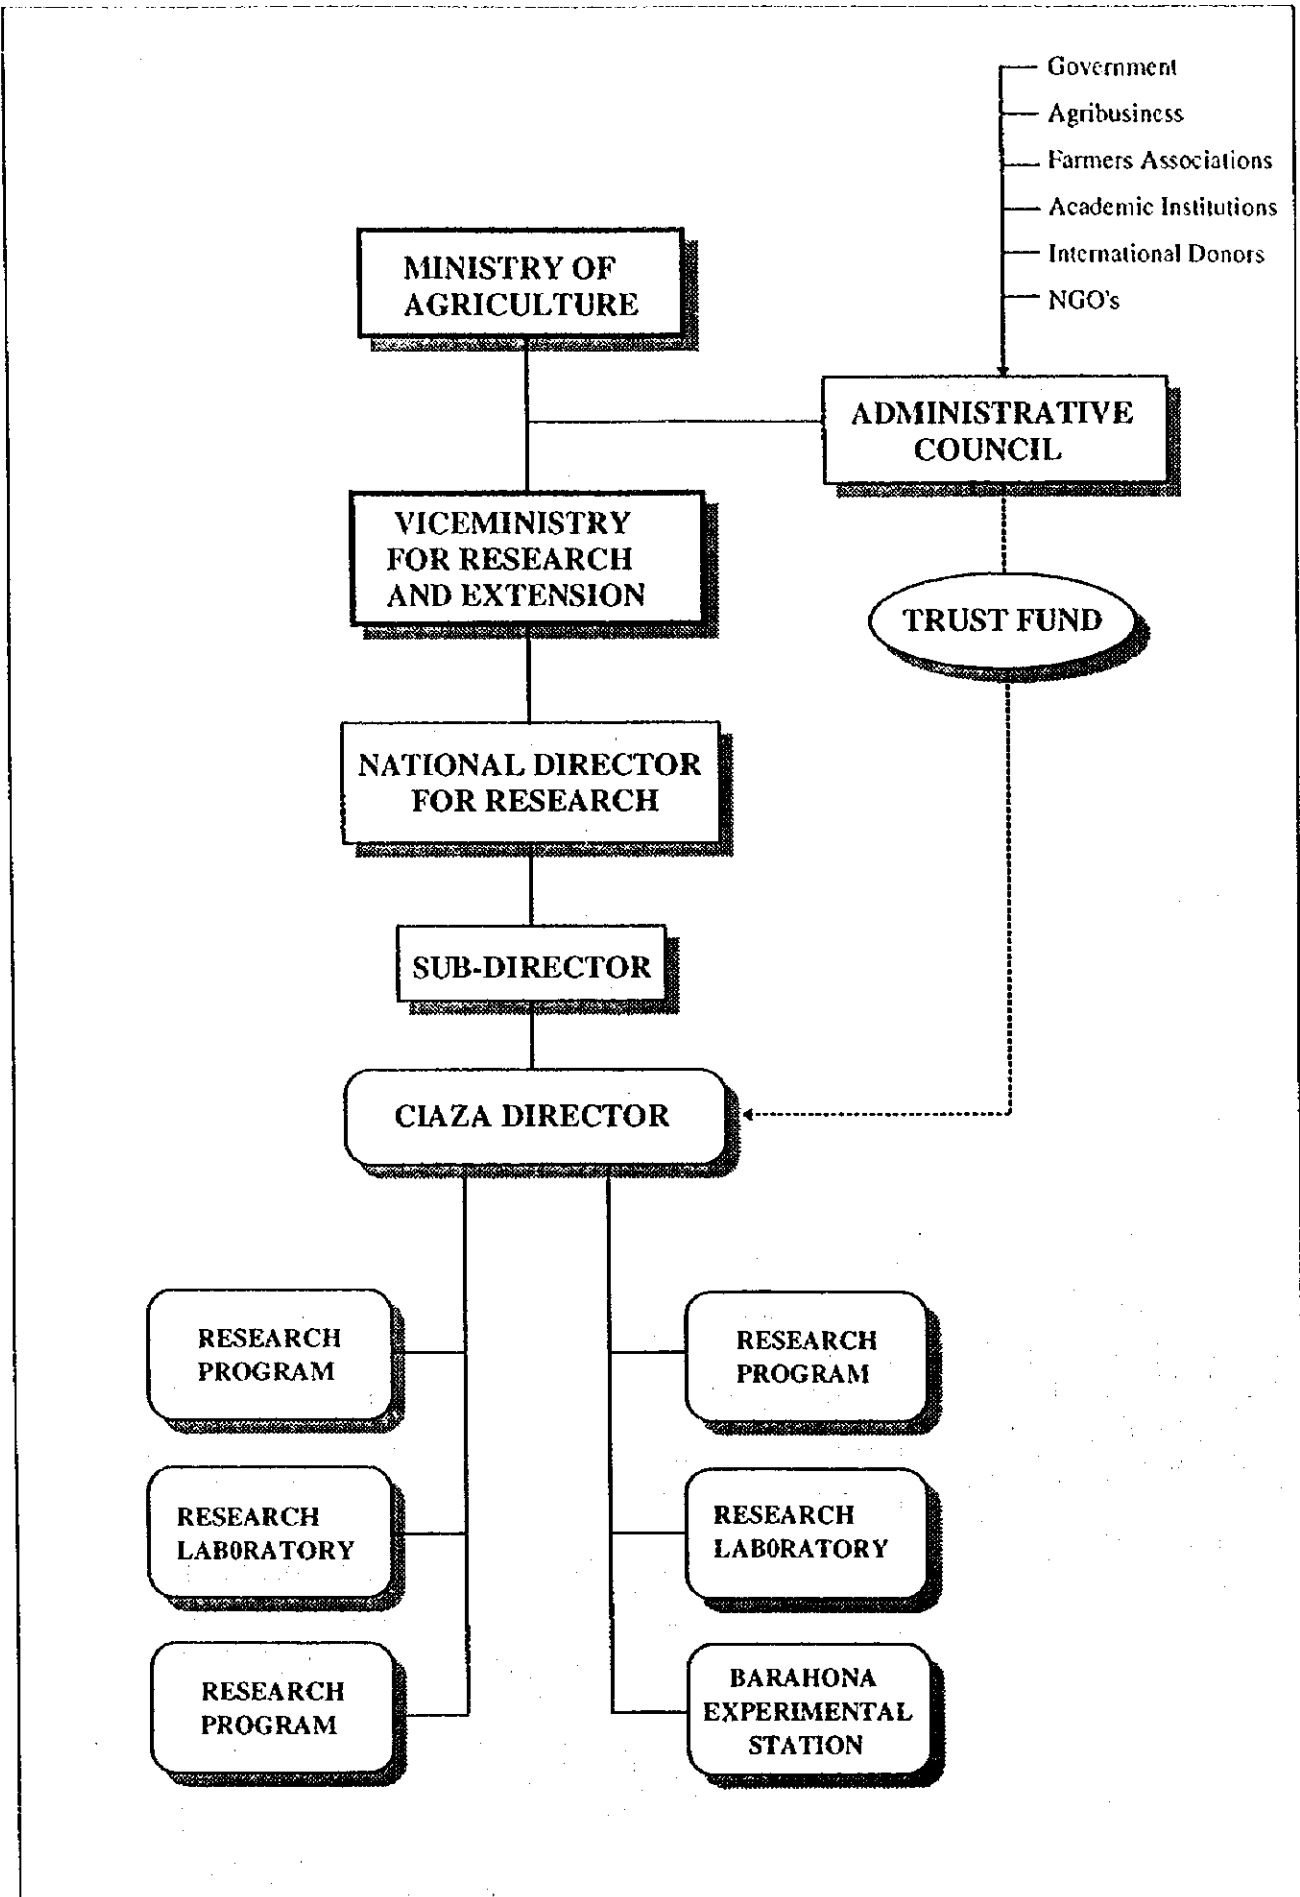 Government
Agribusiness
Farmers Associations
Academic Institutions
International Donors
NGO's
MINISTRY OF
AGRICULTURE
ADMINISTRATIVE
COUNCIL
VICEMINISTRY
FOR RESEARCH
AND EXTENSION
TRUST FUND
NATIONAL DIRECTOR
FOR RESEARCH
SUB-DIRECTOR
CIAZA DIRECTOR
RESEARCH
PROGRAM
RESEARCH
PROGRAM
RESEARCH
LAB0RATORY
RESEARCH
LAB0RATORY
RESEARCH
PROGRAM
BARAHONA
EXPERIMENTAL
STATION